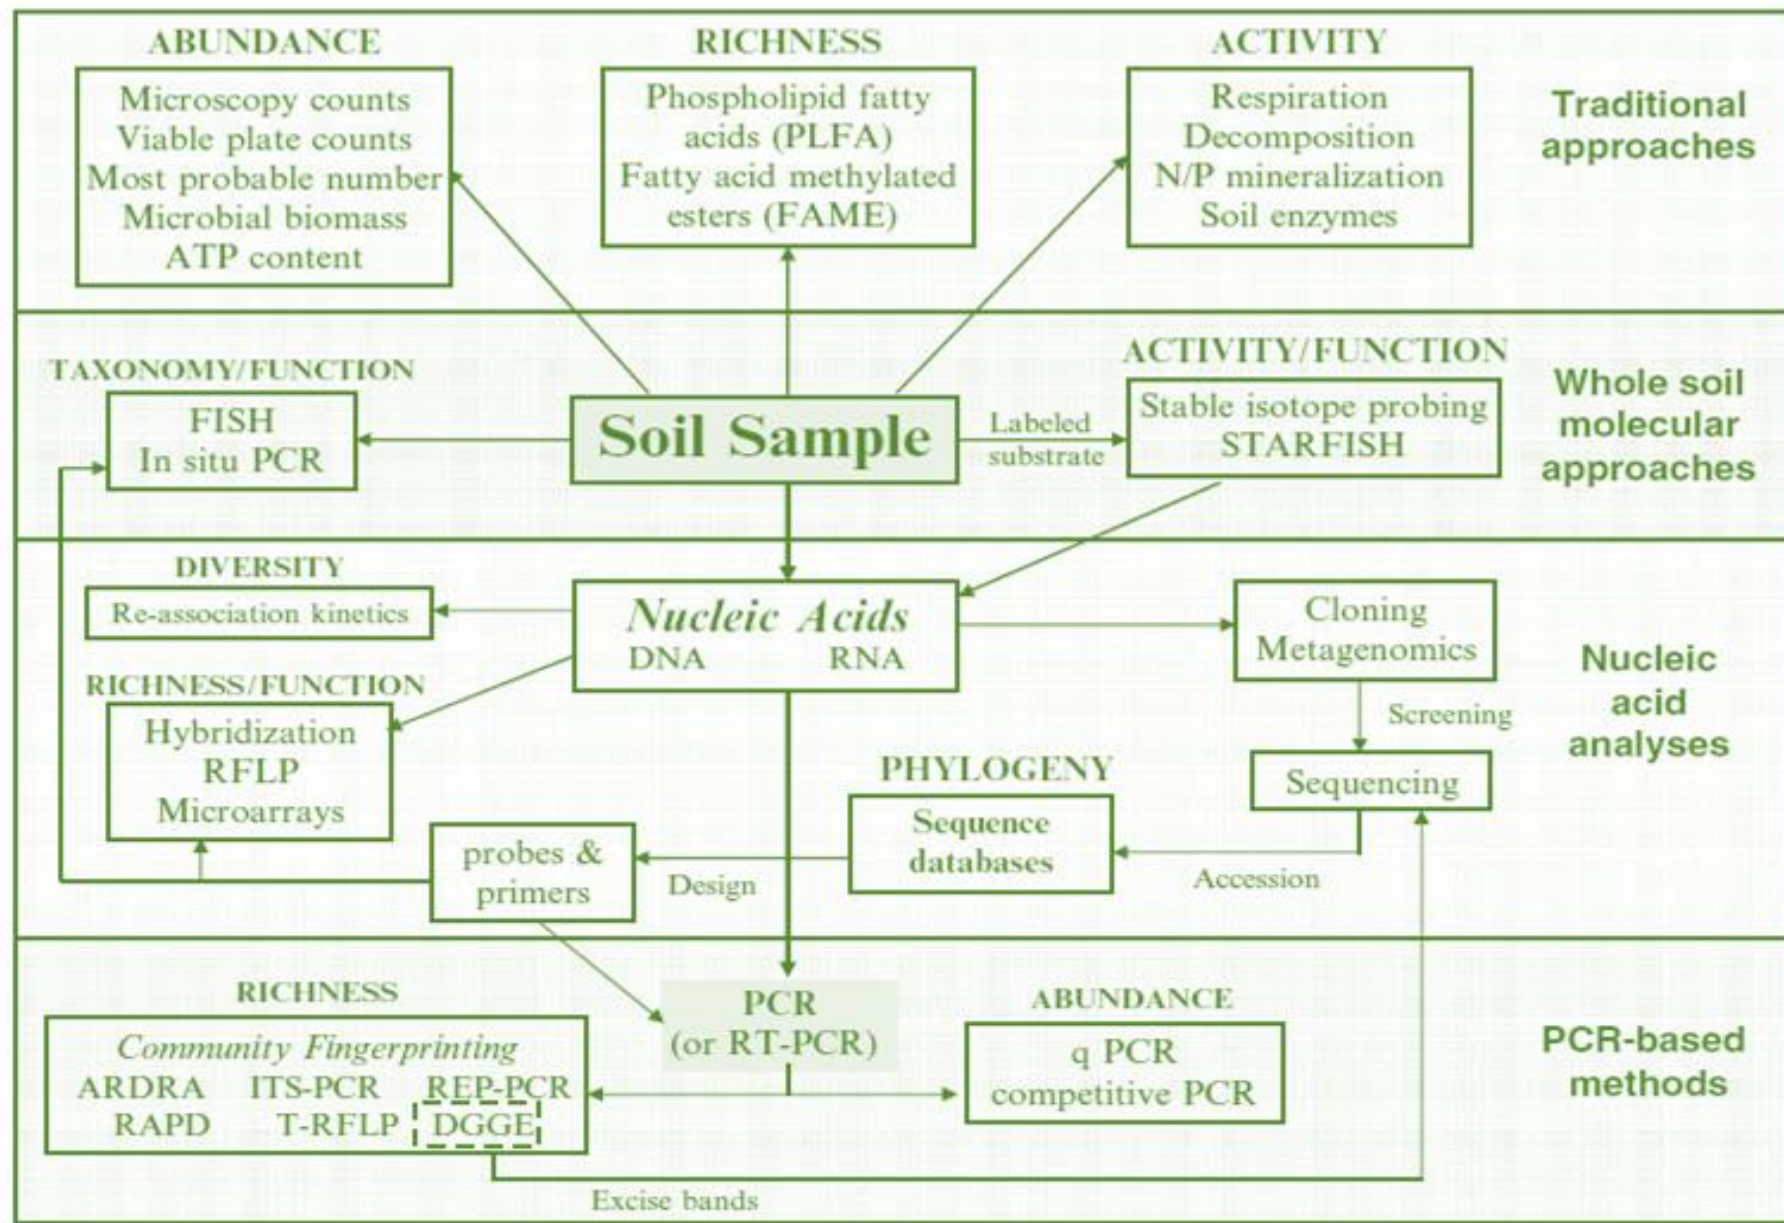 ABUNDANCE
Microscopy counts
Viable plate counts
Most probable number
Microbial biomass
ATP content
RICHNESS
Phospholipid fatty
acids (PLFA)
Fatty acid methylated
esters (FAME)
ACTIVITY
Respiration
Decomposition
N/P mineralization
Soil enzymes
Traditional
approaches
TAXONOMY/FUNCTION
FISH
In situ PCR
Soil Sample
Labeled
substrate
ACTIVITY/FUNCTION
Stable isotope probing
STARFISH
Whole soil
molecular
approaches
DIVERSITY
Re-association kinetics
Nucleic Acids
DNA RNA
Cloning
Metagenomics
Nucleic
acid
analyses
RICHNESS/FUNCTION
Hybridization
RFLP
Microarrays
Screening
Sequencing
PHYLOGENY
Sequence
databases
Accession
Design
probes &
primers
RICHNESS
Community Fingerprinting
ARDRA ITS-PCR REP-PCR
RAPD T-RFLP DGGE
PCR
(or RT-PCR)
ABUNDANCE
q PCR
competitive PCR
PCR-based
methods
Excise bands